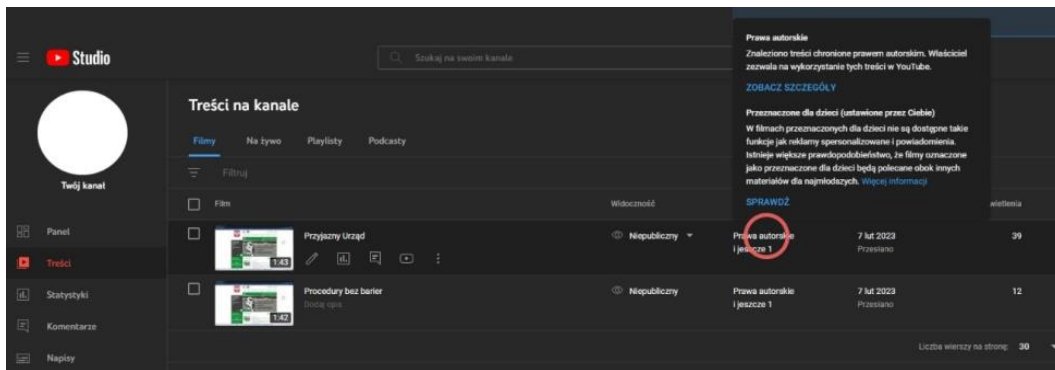 Studio
Szukaj na swoim kanale
Prawa autorskie
Znaleziono treści chronione prawem autorskim. Właściciel
zezwala na wykorzystanie tych treści w YouTube.
ZOBACZ SZCZEGÓŁY
Przeznaczone dla dzieci (ustawione przez Ciebie)
W filmach przeznaczonych dla dzieci nie są dostępne takie
funkcje jak reklamy spersonalizowane i powiadomienia.
Istnieje większe prawdopodobieństwo, że filmy oznaczone
jako przeznaczone dla dzieci będą polecane obok innych
materiałów dla najmłodszych. Więcej informacji
SPRAWDŹ
Twój kanał
Panel
Treści
Statystyki
Komentarze
Napisy
Treści na kanale
Filmy Na żywo Playlisty Podcasty
Filtruj
Film Widoczność wietlenia
Przyjazny Urząd Niepubliczny Prawa autorskie 7 lut 2023 39
i jeszcze 1 Przesłano
1:43
Procedury bez barier Niepubliczny Prawa autorskie 7 lut 2023 12
Dodaj opis i jeszcze 1 Przesłano
1:42
Liczba wierszy na stronę: 30